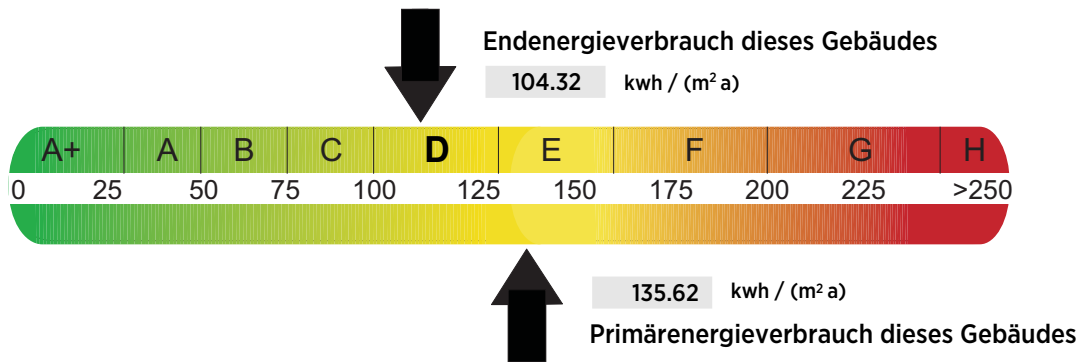 Endenergieverbrauch dieses Gebäudes
104.32 kwh / (m² a)
A+ A B C D E F G H
0 25 50 75 100 125 150 175 200 225 >250
135.62 kwh / (m² a)
Primärenergieverbrauch dieses Gebäudes